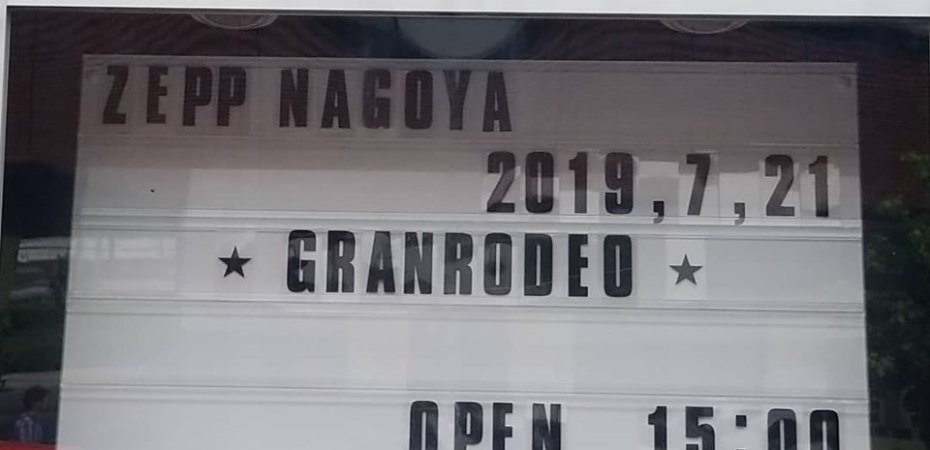 ZEPP NAGOYA
2019,7,21
★ GRANRODEO ★
OPEN 15:00